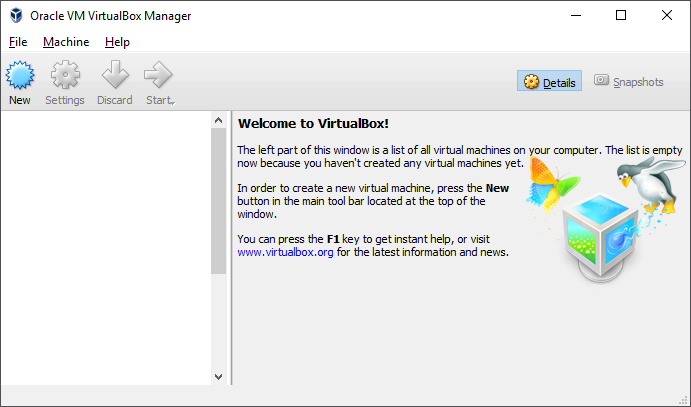 Oracle VM VirtualBox Manager
File Machine Help
New Settings Discard Start
Details Snapshots
Welcome to VirtualBox!
The left part of this window is a list of all virtual machines on your computer. The list is empty
now because you haven't created any virtual machines yet.
In order to create a new virtual machine, press the New
button in the main tool bar located at the top of the
window.
You can press the F1 key to get instant help, or visit
www.virtualbox.org for the latest information and news.